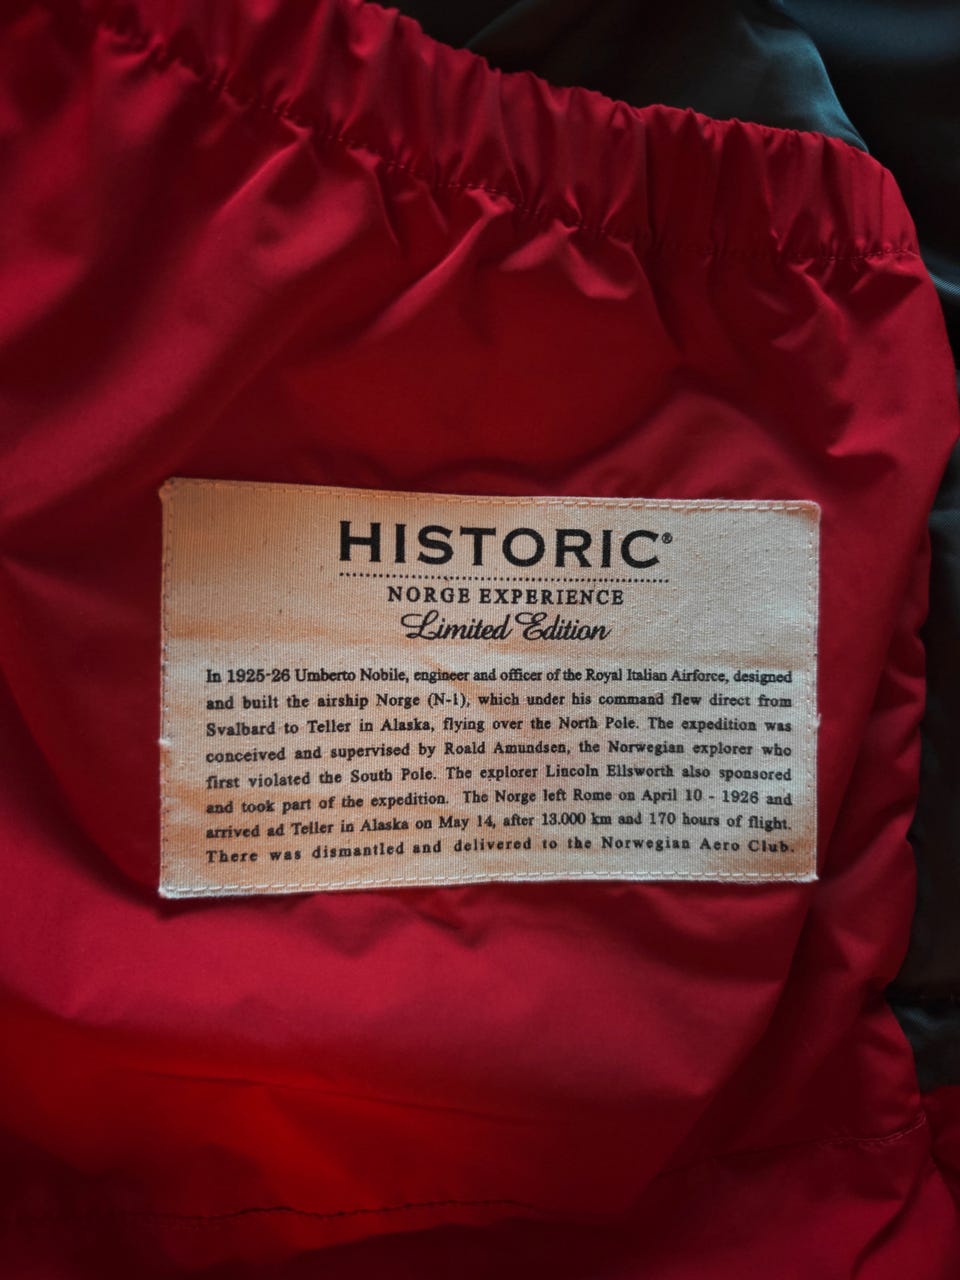 HISTORIC®
NORGE EXPERIENCE
Limited Edition
In 1925-26 Umberto Nobile, engineer and officer of the Royal Italian Airforce, designed
and built the airship Norge (N-1), which under his command flew direct from
Svalbard to Teller in Alaska, flying over the North Pole. The expedition was
conceived and supervised by Roald Amundsen, the Norwegian explorer who
first violated the South Pole. The explorer Lincoln Ellsworth also sponsored
and took part of the expedition. The Norge left Rome on April 10 - 1926 and
arrived ad Teller in Alaska on May 14, after 13.000 km and 170 hours of flight.
There was dismantled and delivered to the Norwegian Aero Club.